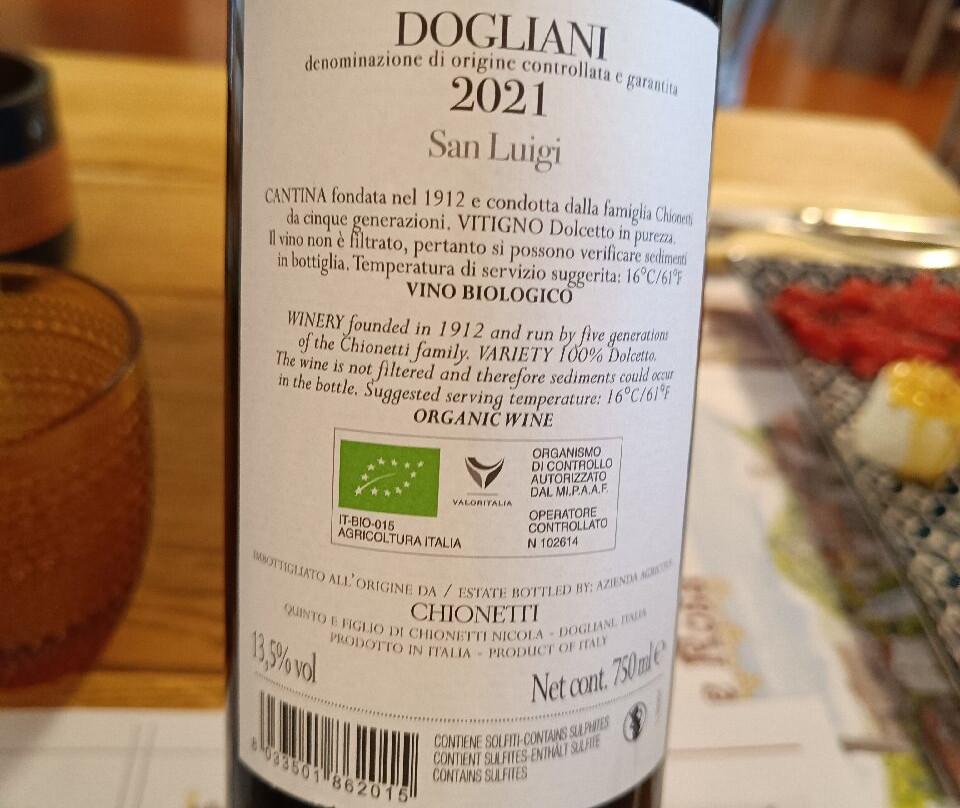 DOGLIANI
denominazione di origine controllata e garantita
2021
San Luigi
CANTINA fondata nel 1912 e condotta dalla famiglia Chionetti
da cinque generazioni. VITIGNO Dolcetto in purezza.
Il vino non è filtrato, pertanto si possono verificare sedimenti
in bottiglia. Temperatura di servizio suggerita: 16°C/61°F
VINO BIOLOGICO
WINERY founded in 1912 and run by five generations
of the Chionetti family. VARIETY 100% Dolcetto.
The wine is not filtered and therefore sediments could occur
in the bottle. Suggested serving temperature: 16°C/61°F
ORGANIC WINE
VALORITALIA
IT-BIO-015
AGRICOLTURA ITALIA
ORGANISMO
DI CONTROLLO
AUTORIZZATO
DAL MI.P.A.A.F.
OPERATORE
CONTROLLATO
N 102614
IMBOTTIGLIATO ALL'ORIGINE DA / ESTATE BOTTLED BY: AZIENDA AGRICOLA
CHIONETTI
QUINTO E FIGLIO DI CHIONETTI NICOLA - DOGLIANI, ITALIA
PRODOTTO IN ITALIA - PRODUCT OF ITALY
13,5% vol
Net cont. 750 ml e
CONTIENE SOLFITI-CONTAINS SULPHITES
CONTIENT SULFITES-ENTHÄLT SULFITE
CONTAINS SULFITES
8 033501 862015